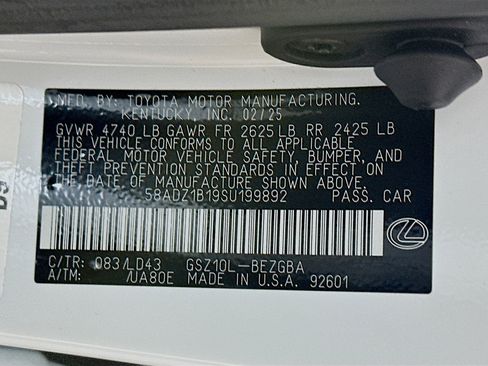 MFD. BY: TOYOTA MOTOR MANUFACTURING,
KENTUCKY, INC. 02/25
GVWR 4740 LB GAWR FR 2625 LB RR 2425 LB
THIS VEHICLE CONFORMS TO ALL APPLICABLE
FEDERAL VEHICLE SAFETY, BUMPER, AND
THEFT PREVENTION STANDARDS IN EFFECT
ON THE DATE OF MANUFACTURE SHOWN ABOVE.
58ADZ1B19SU199892 PASS. CAR
C/TR: 083/LD43 GSZ10L-BEZGBA
A/TM: /UA80E MADE IN U.S.A. 92601